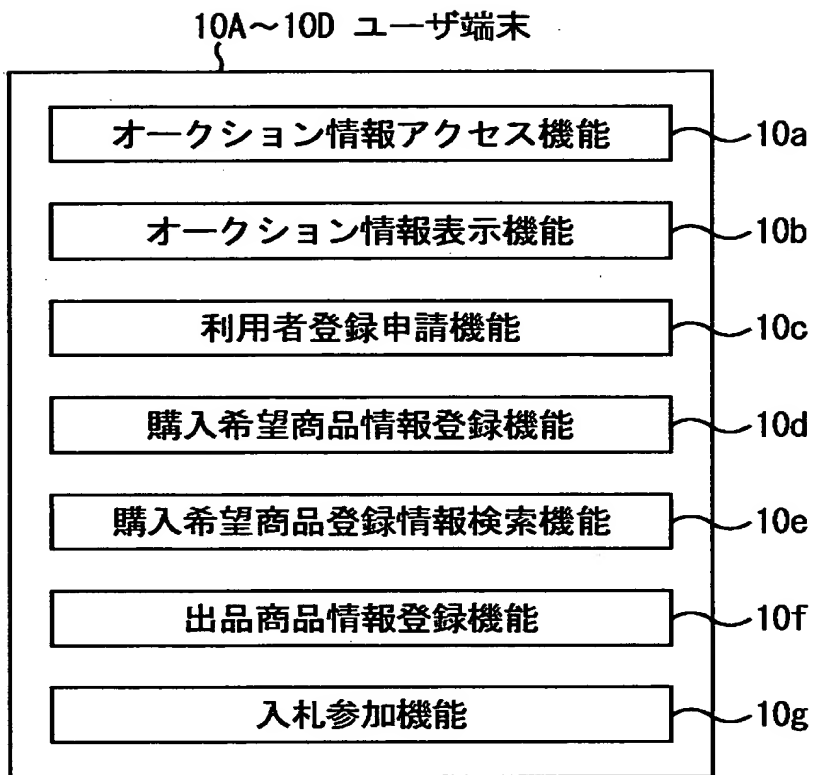 10A～10D ユーザ端末
オークション情報アクセス機能 10a
オークション情報表示機能 10b
利用者登録申請機能 10c
購入希望商品情報登録機能 10d
購入希望商品登録情報検索機能 10e
出品商品情報登録機能 10f
入札参加機能 10g